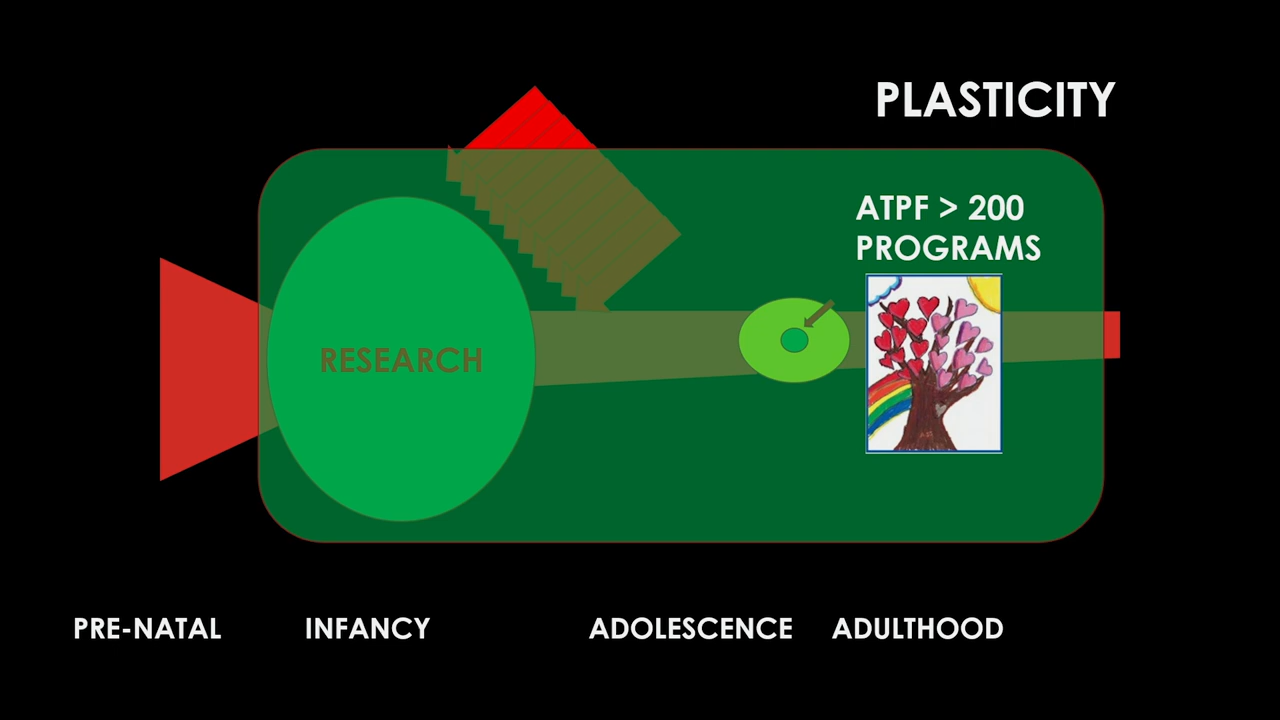 PLASTICITY
ATPF > 200
PROGRAMS
RESEARCH
PRE-NATAL
INFANCY
ADOLESCENCE
ADULTHOOD